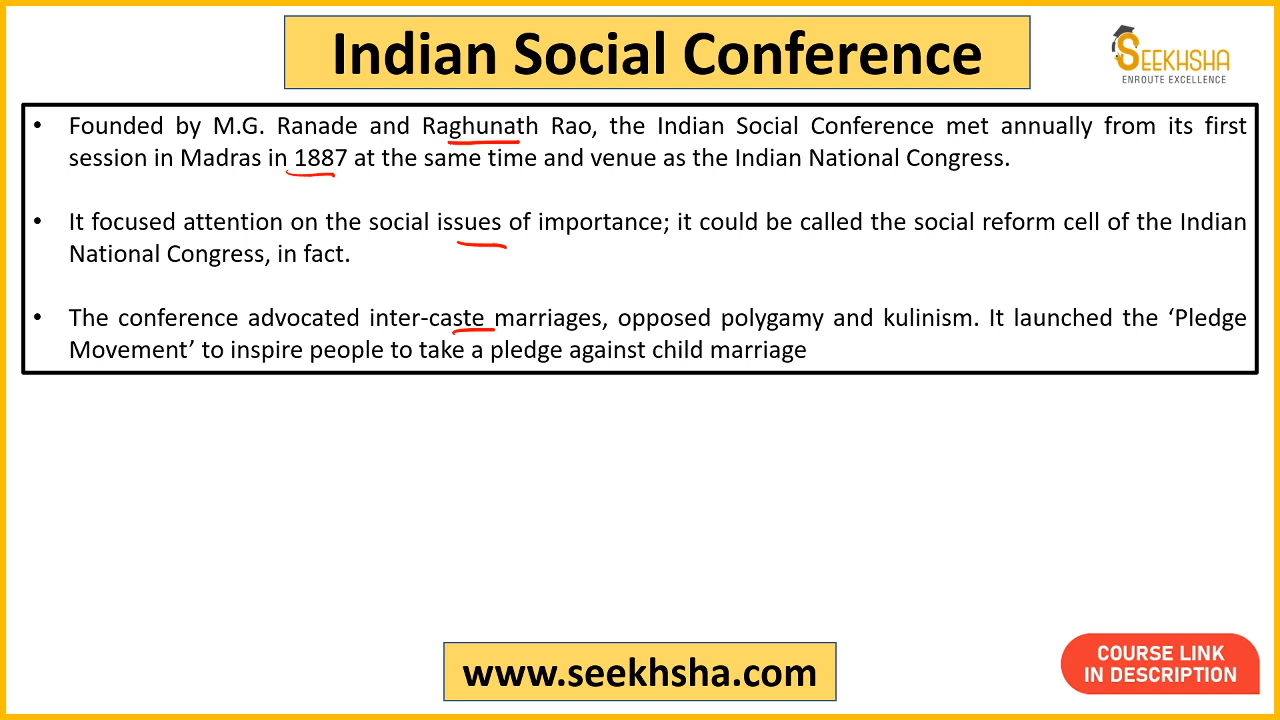 Indian Social Conference
SEEKHSHA
ENROUTE EXCELLENCE
• Founded by M.G. Ranade and Raghunath Rao, the Indian Social Conference met annually from its first
session in Madras in 1887 at the same time and venue as the Indian National Congress.
• It focused attention on the social issues of importance; it could be called the social reform cell of the Indian
National Congress, in fact.
• The conference advocated inter-caste marriages, opposed polygamy and kulinism. It launched the ‘Pledge
Movement’ to inspire people to take a pledge against child marriage
www.seekhsha.com
COURSE LINK
IN DESCRIPTION